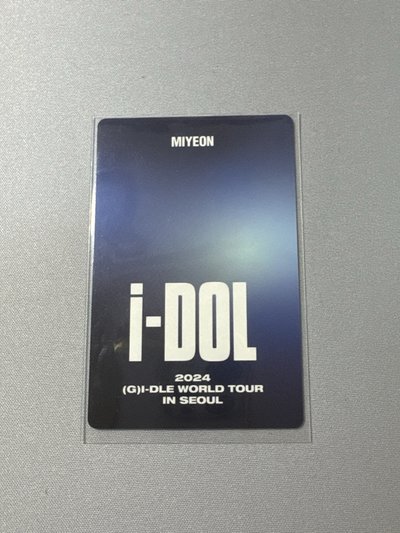 MIYEON
i-DOL
2024
(G)I-DLE WORLD TOUR
IN SEOUL